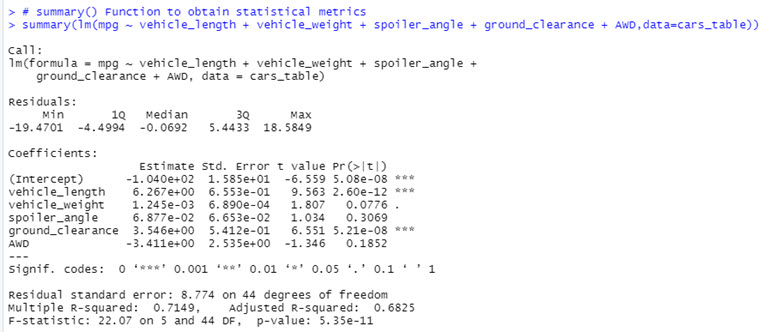 > # summary() Function to obtain statistical metrics
> summary(lm(mpg ~ vehicle_length + vehicle_weight + spoiler_angle + ground_clearance + AWD,data=cars_table))
Call:
lm(formula = mpg ~ vehicle_length + vehicle_weight + spoiler_angle +
    ground_clearance + AWD, data = cars_table)
Residuals:
     Min       1Q   Median       3Q      Max
-19.4701  -4.4994  -0.0692   5.4433  18.5849
Coefficients:
                   Estimate Std. Error t value Pr(>|t|)
(Intercept)      -1.040e+02  1.585e+01  -6.559 5.08e-08 ***
vehicle_length    6.267e+00  6.553e-01   9.563 2.60e-12 ***
vehicle_weight    1.245e-03  6.890e-04   1.807   0.0776 .
spoiler_angle     6.877e-02  6.653e-02   1.034   0.3069
ground_clearance  3.546e+00  5.412e-01   6.551 5.21e-08 ***
AWD              -3.411e+00  2.535e+00  -1.346   0.1852
---
Signif. codes:  0 ‘***’ 0.001 ‘**’ 0.01 ‘*’ 0.05 ‘.’ 0.1 ‘ ’ 1
Residual standard error: 8.774 on 44 degrees of freedom
Multiple R-squared:  0.7149,    Adjusted R-squared:  0.6825
F-statistic: 22.07 on 5 and 44 DF,  p-value: 5.35e-11